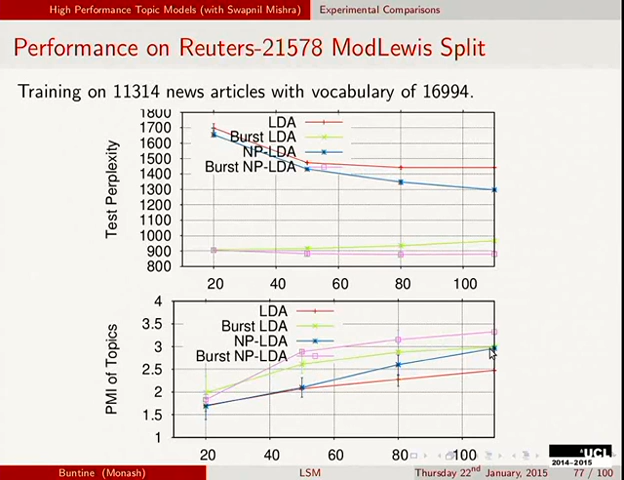 High Performance Topic Models (with Swapnil Mishra) Experimental Comparisons
Performance on Reuters-21578 ModLewis Split
Training on 11314 news articles with vocabulary of 16994.
1800
1700
1600
1500
1400
1300
1200
1100
1000
900
800
Test Perplexity
LDA
Burst LDA
NP-LDA
Burst NP-LDA
20 40 60 80 100
4
3.5
3
2.5
2
1.5
1
PMI of Topics
LDA
Burst LDA
NP-LDA
Burst NP-LDA
20 40 60 80 100
UCL
2014-2015
Buntine (Monash) LSM Thursday 22nd January, 2015 77 / 100